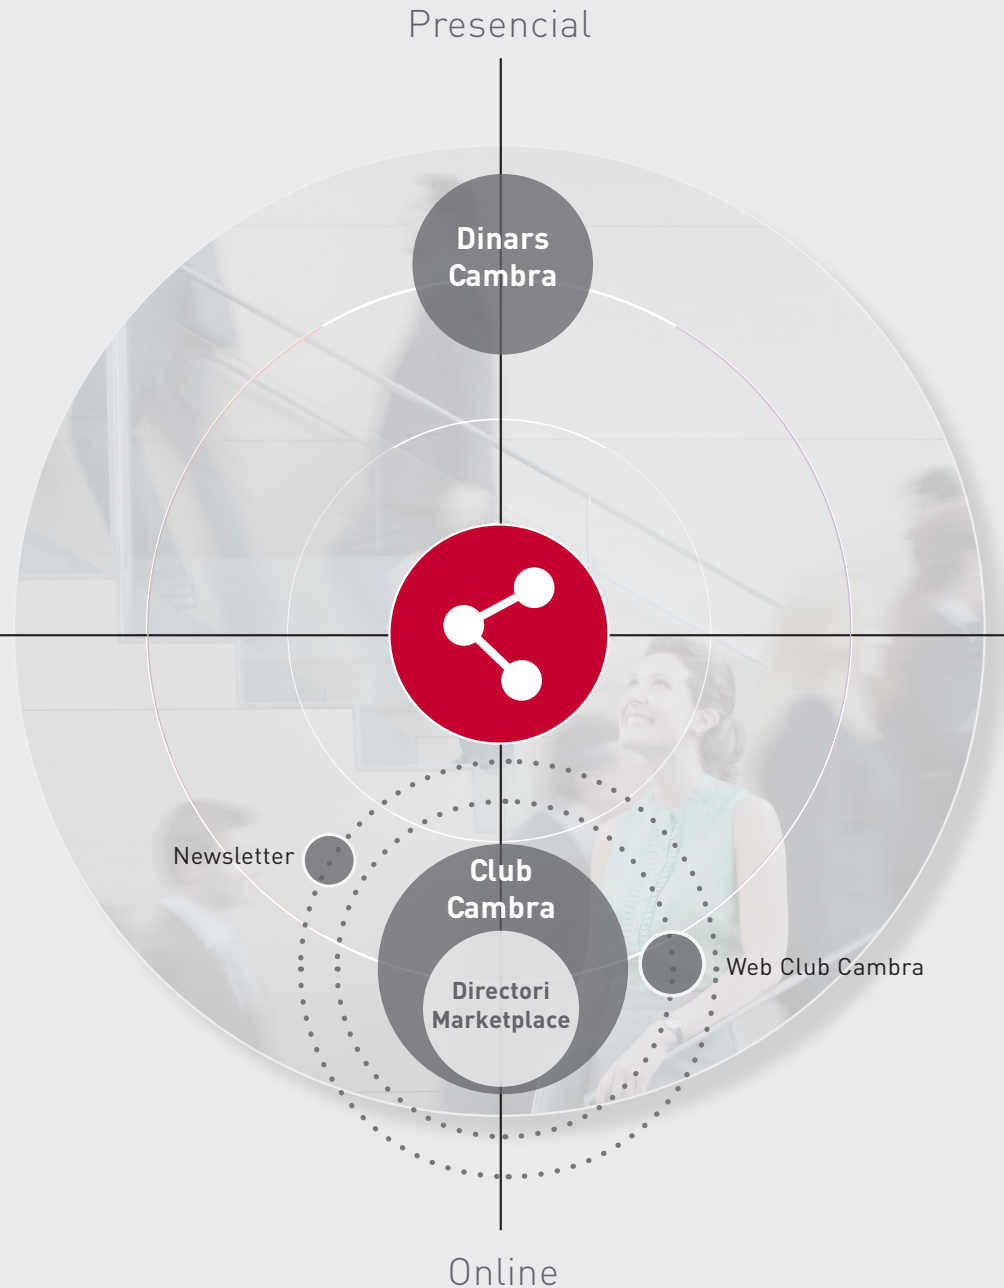 Presencial
Dinars
Cambra
Newsletter
Club
Cambra
Web Club Cambra
Directori
Marketplace
Online